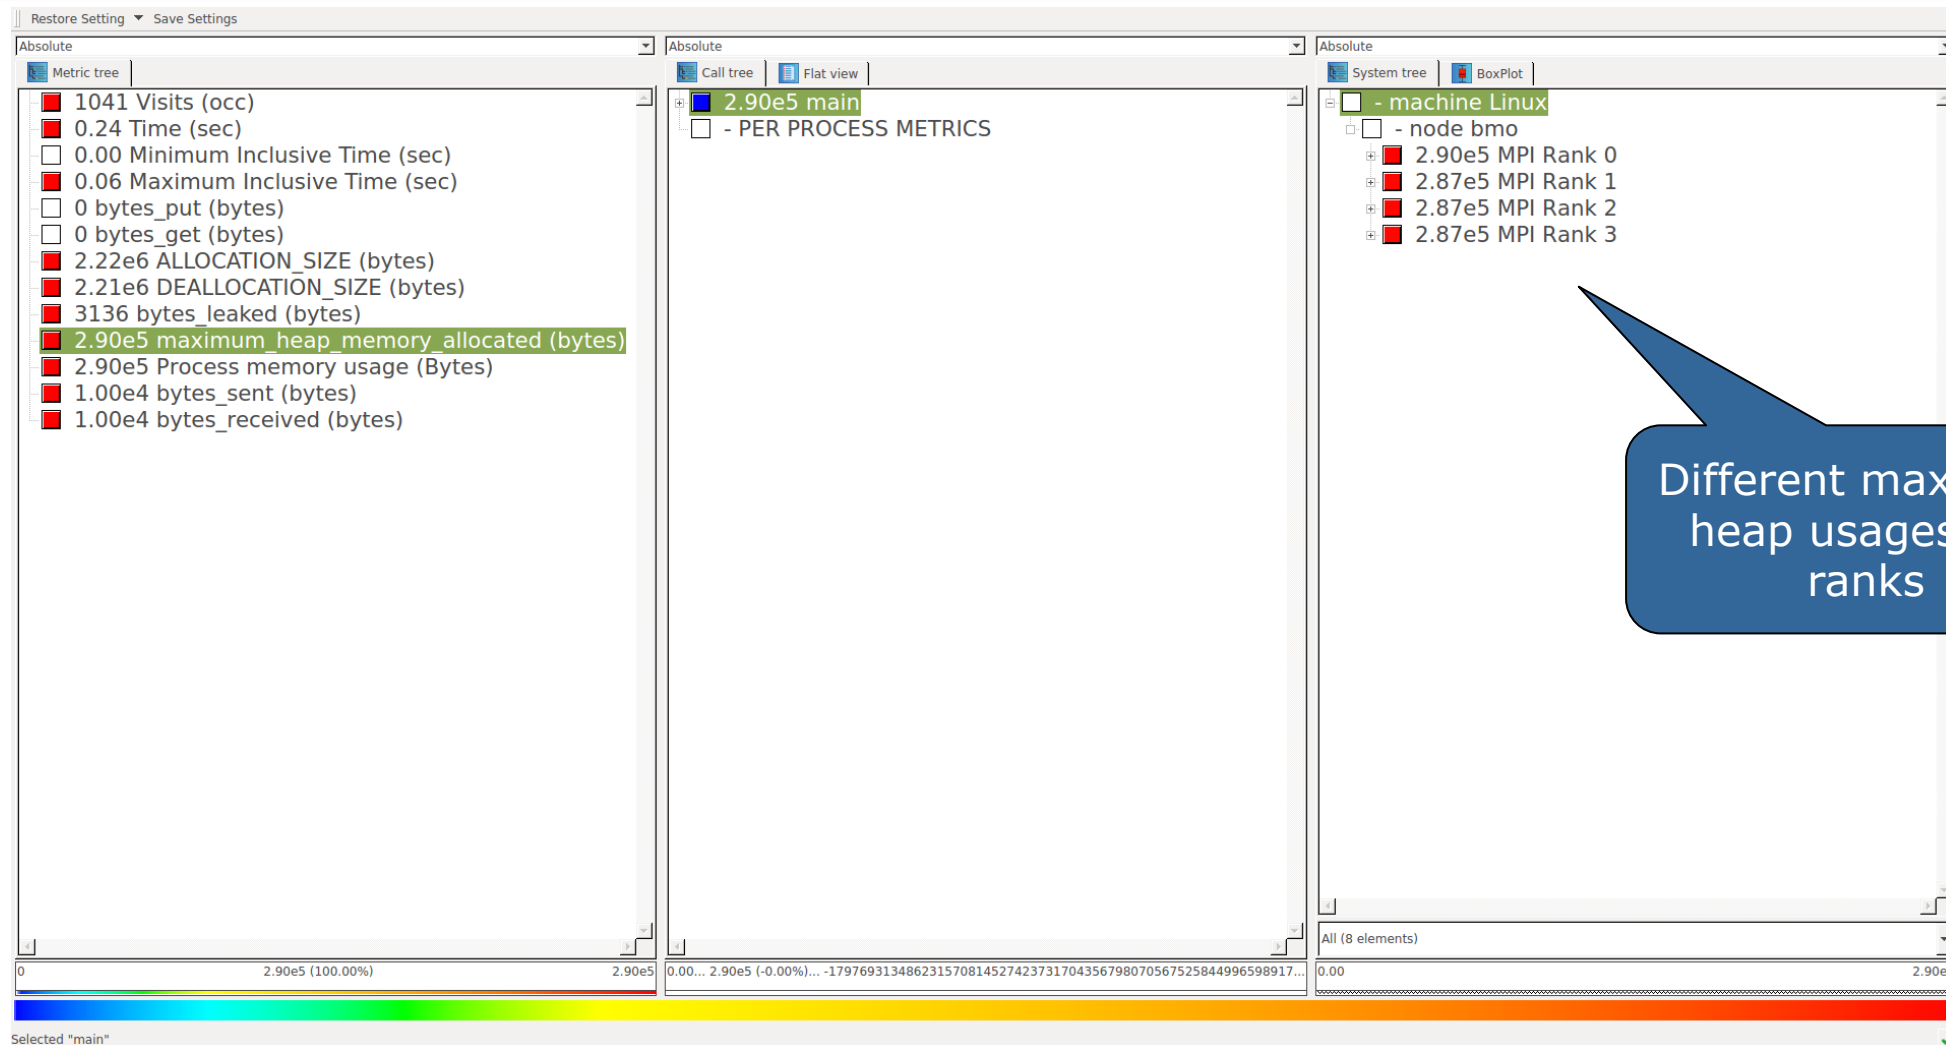 Restore Setting Save Settings
Absolute
Metric tree
1041 Visits (occ)
0.24 Time (sec)
0.00 Minimum Inclusive Time (sec)
0.06 Maximum Inclusive Time (sec)
0 bytes_put (bytes)
0 bytes_get (bytes)
2.22e6 ALLOCATION_SIZE (bytes)
2.21e6 DEALLOCATION_SIZE (bytes)
3136 bytes_leaked (bytes)
2.90e5 maximum_heap_memory_allocated (bytes)
2.90e5 Process memory usage (Bytes)
1.00e4 bytes_sent (bytes)
1.00e4 bytes_received (bytes)
0 2.90e5 (100.00%) 2.90e5
Absolute
Call tree Flat view
2.90e5 main
- PER PROCESS METRICS
0.00... 2.90e5 (-0.00%)... -1797693134862315708145274237317043567980705675258449965989​17...
Absolute
System tree BoxPlot
- machine Linux
- node bmo
2.90e5 MPI Rank 0
2.87e5 MPI Rank 1
2.87e5 MPI Rank 2
2.87e5 MPI Rank 3
Different max
heap usages
ranks
All (8 elements)
0.00 2.90e
Selected "main"